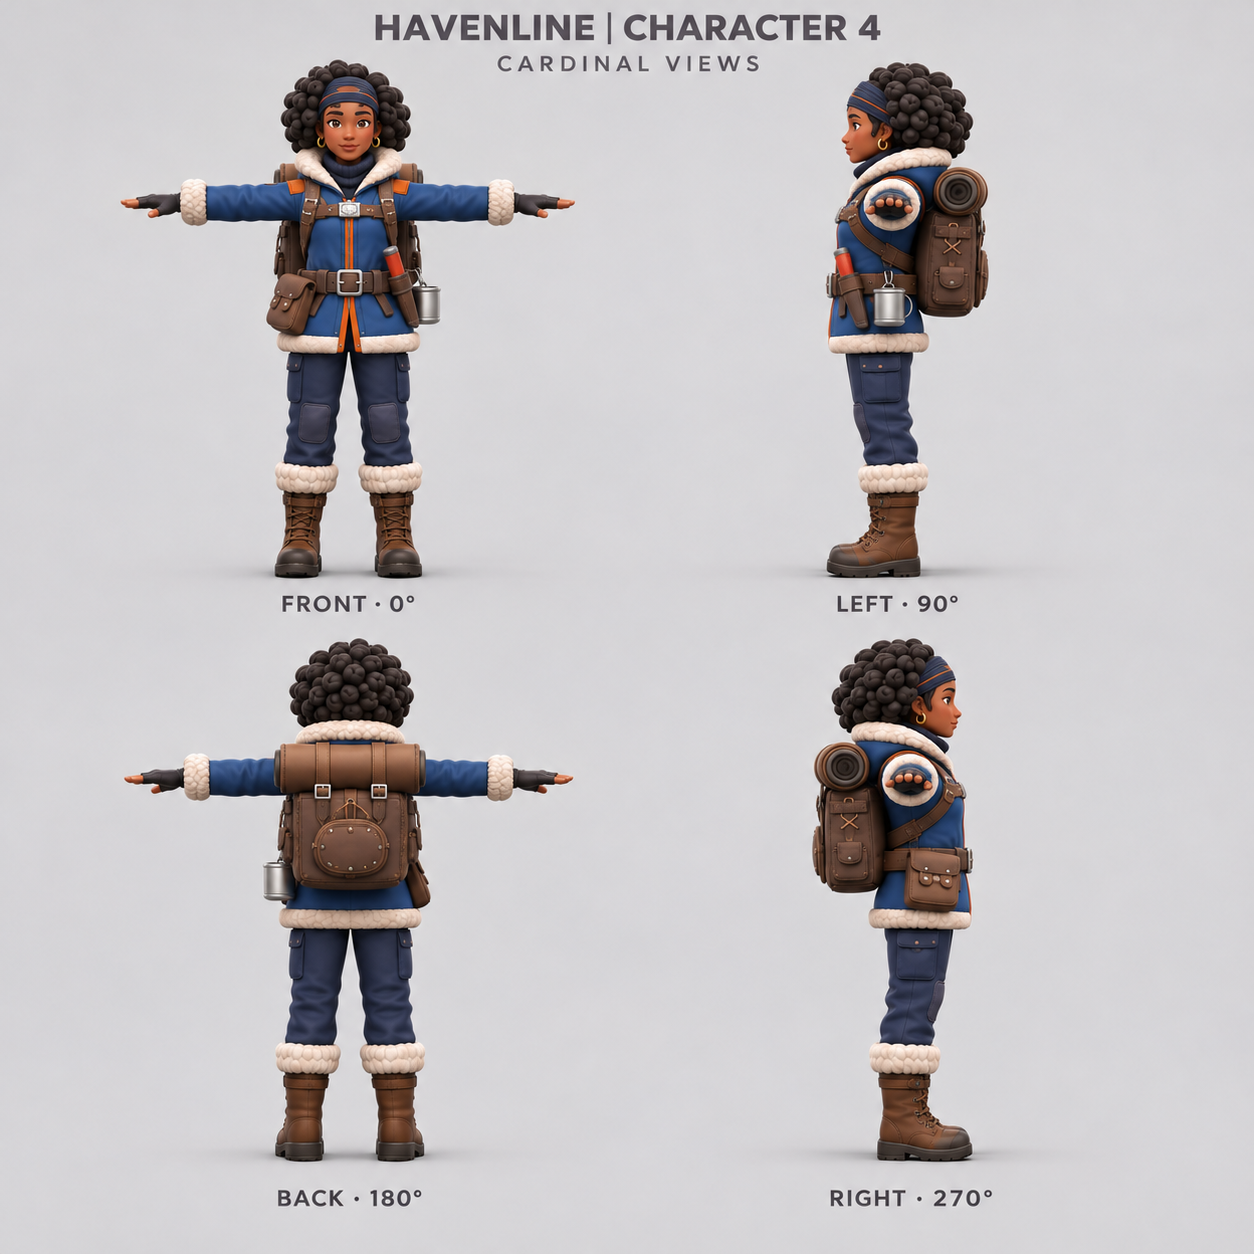 HAVENLINE | CHARACTER 4
CARDINAL VIEWS
FRONT · 0°
LEFT · 90°
BACK · 180°
RIGHT · 270°